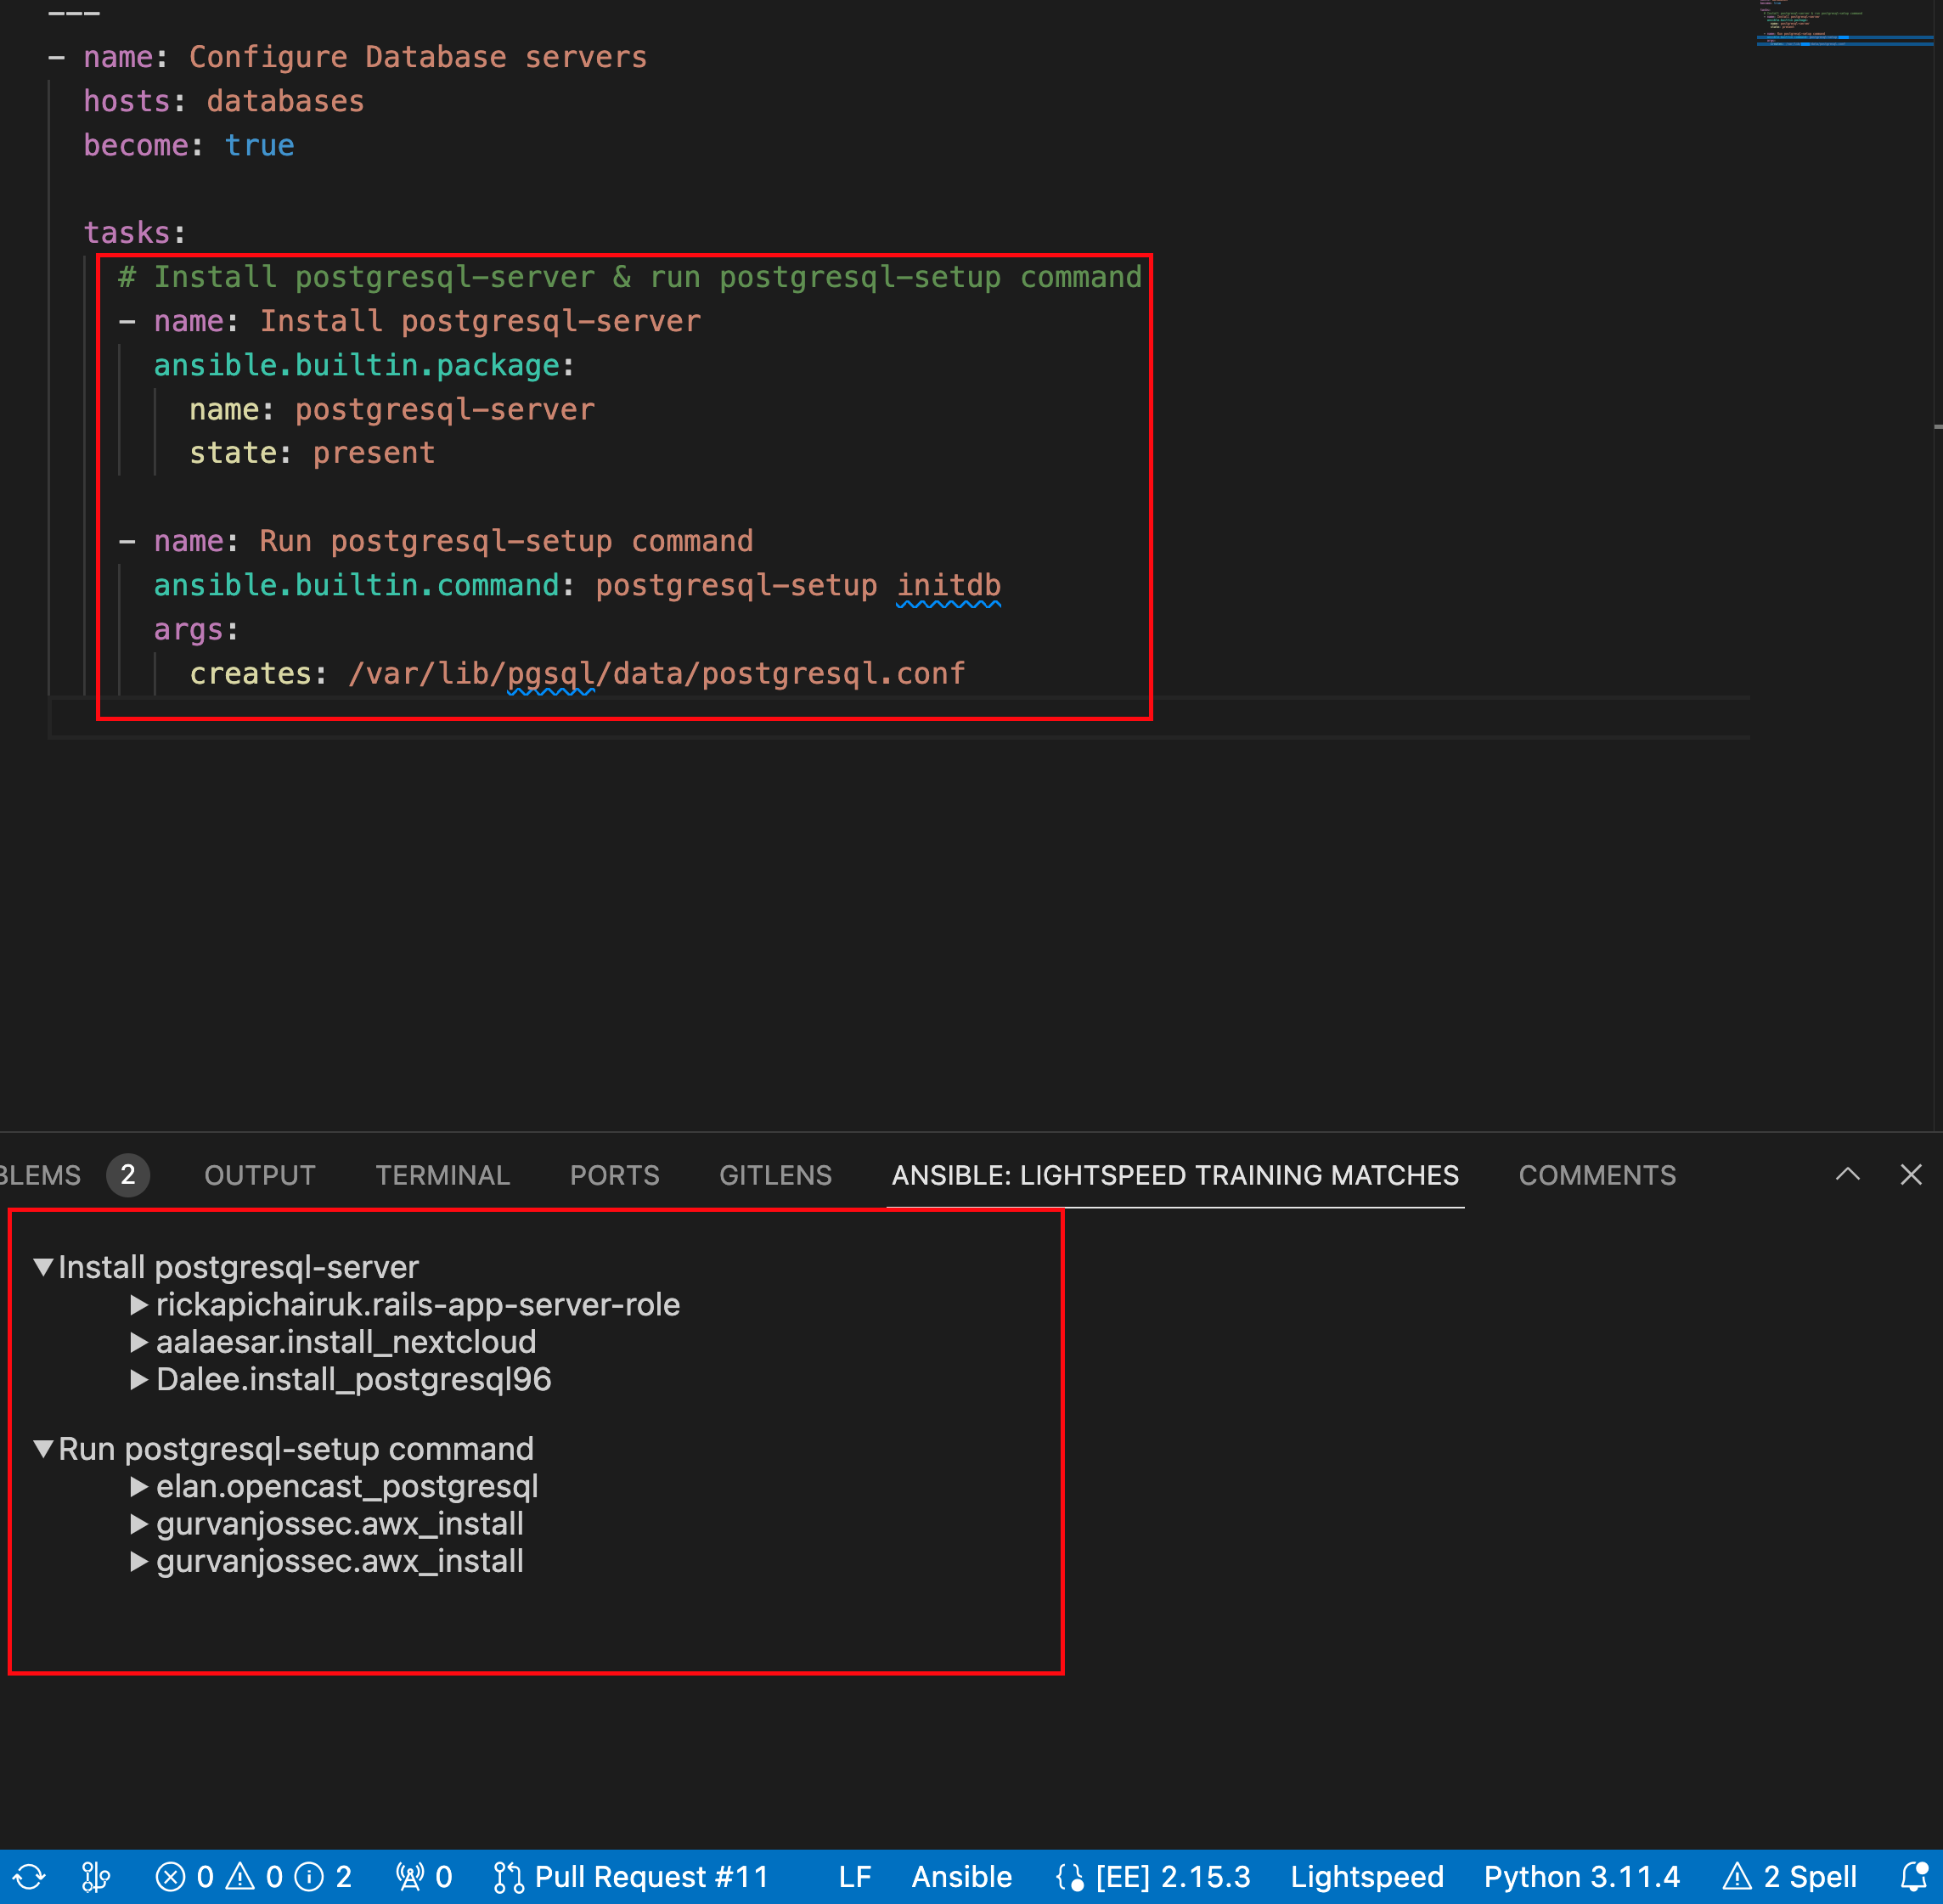 ---
- name: Configure Database servers
  hosts: databases
  become: true

  tasks:
    # Install postgresql-server & run postgresql-setup command
    - name: Install postgresql-server
      ansible.builtin.package:
        name: postgresql-server
        state: present

    - name: Run postgresql-setup command
      ansible.builtin.command: postgresql-setup initdb
      args:
        creates: /var/lib/pgsql/data/postgresql.conf
BLEMS 2 OUTPUT TERMINAL PORTS GITLENS ANSIBLE: LIGHTSPEED TRAINING MATCHES COMMENTS
Install postgresql-server
rickapichairuk.rails-app-server-role
aalaesar.install_nextcloud
Dalee.install_postgresql96
Run postgresql-setup command
elan.opencast_postgresql
gurvanjossec.awx_install
gurvanjossec.awx_install
0 0 2 0 Pull Request #11 LF Ansible [EE] 2.15.3 Lightspeed Python 3.11.4 2 Spell